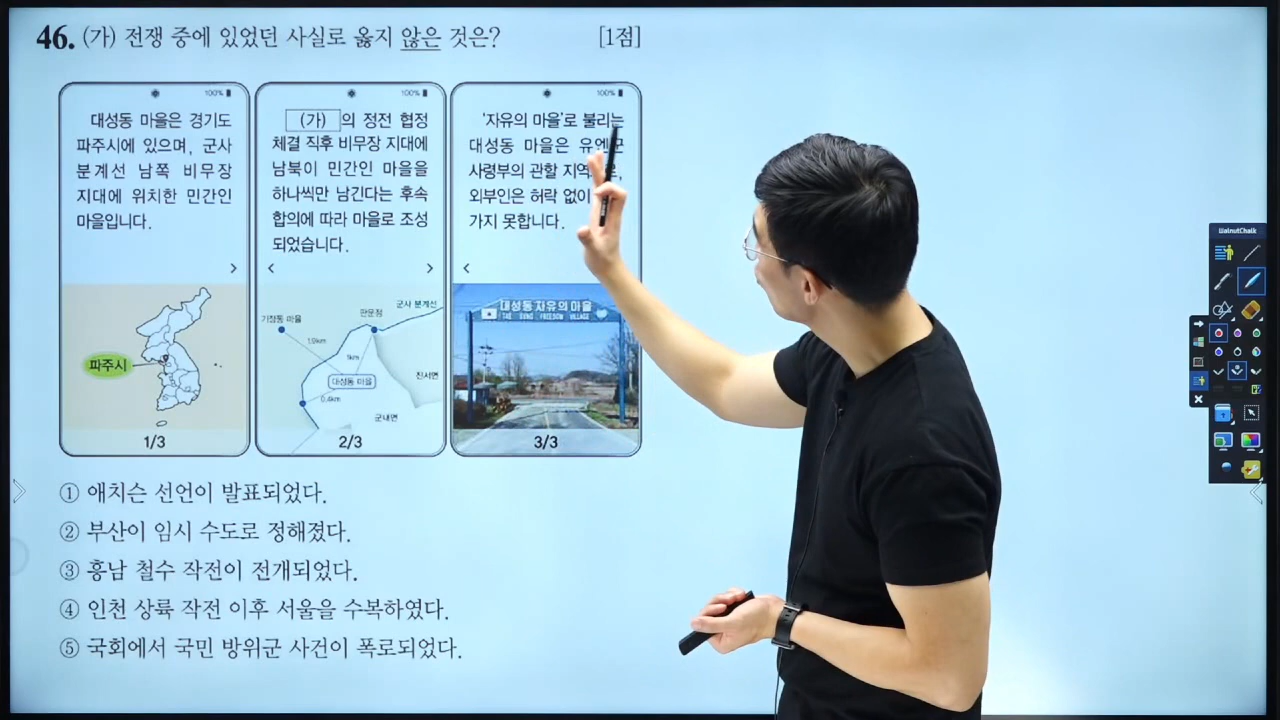 46. (가) 전쟁 중에 있었던 사실로 옳지 않은 것은? [1점]
100%
대성동 마을은 경기도
파주시에 있으며, 군사
분계선 남쪽 비무장
지대에 위치한 민간인
마을입니다.
파주시
1/3
100%
(가) 의 정전 협정
체결 직후 비무장 지대에
남북이 민간인 마을을
하나씩만 남긴다는 후속
합의에 따라 마을로 조성
되었습니다.
군사 분계선
기정동 마을
판문점
1.9km
1km
대성동 마을
진서면
0.4km
군내면
2/3
100%
'자유의 마을'로 불리는
대성동 마을은 유엔군
사령부의 관할 지역
외부인은 허락 없이
가지 못합니다.
대성동 자유의 마을
FREEDOM VILLAGE
3/3
① 애치슨 선언이 발표되었다.
② 부산이 임시 수도로 정해졌다.
③ 흥남 철수 작전이 전개되었다.
④ 인천 상륙 작전 이후 서울을 수복하였다.
⑤ 국회에서 국민 방위군 사건이 폭로되었다.
WalnutChalk